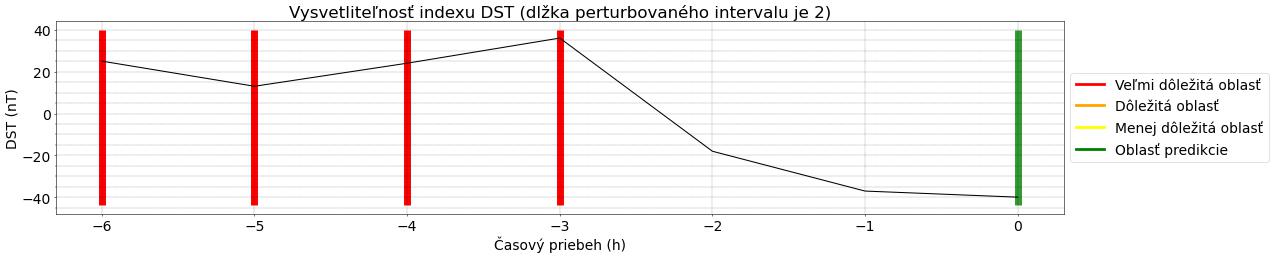 Vysvetliteľnosť indexu DST (dĺžka perturbovaného intervalu je 2)
DST (nT)
40
20
0
−20
−40
−6
−5
−4
−3
−2
−1
0
Časový priebeh (h)
Veľmi dôležitá oblasť
Dôležitá oblasť
Menej dôležitá oblasť
Oblasť predikcie